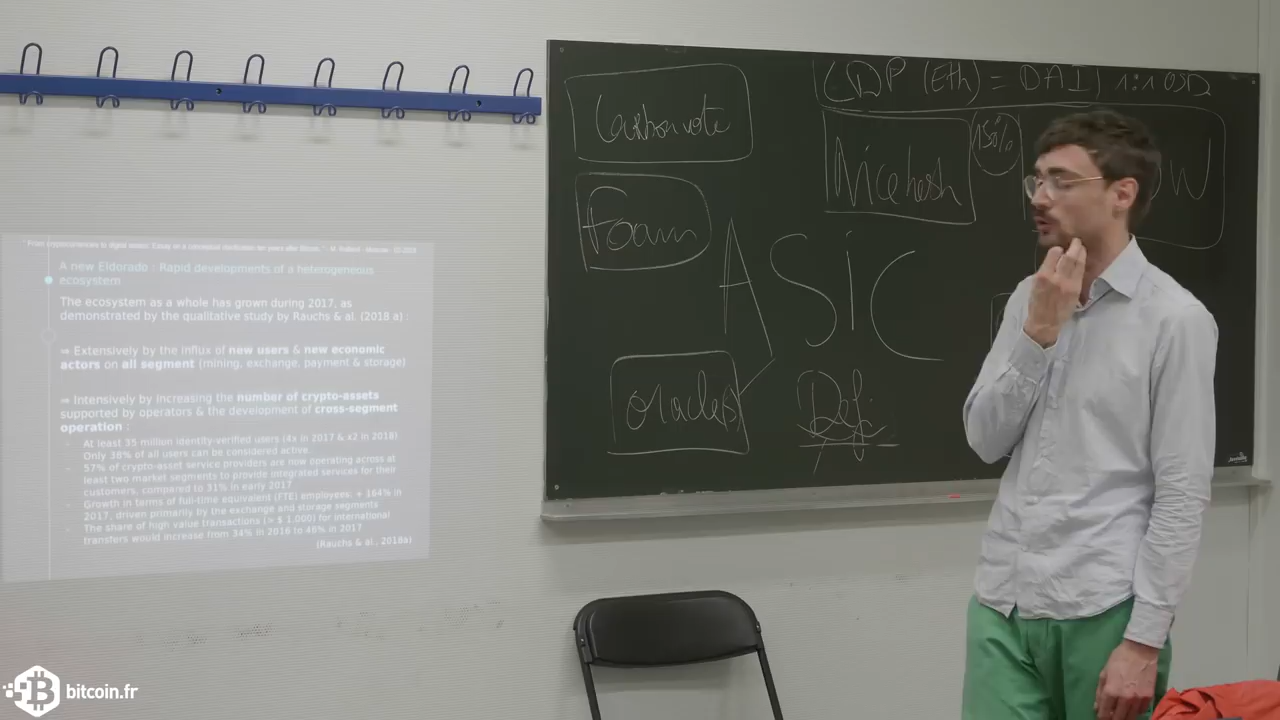 " From cryptocurrencies to digital assets: Essay on a conceptual clarification ten years after Bitcoin. "
A new Eldorado : Rapid developments of a heterogeneous
ecosystem
The ecosystem as a whole has grown during 2017, as
demonstrated by the qualitative study by Rauchs & al. (2018 a) :
⇒ Extensively by the influx of new users & new economic
actors on all segment (mining, exchange, payment & storage)
⇒ Intensively by increasing the number of crypto-assets
supported by operators & the development of cross-segment
operation :
- At least 35 million identity-verified users (4x in 2017 & x2 in 2018)
Only 38% of all users can be considered active.
- 57% of crypto-asset service providers are now operating across at
least two market segments to provide integrated services for their
customers, compared to 31% in early 2017
- Growth in terms of full-time equivalent (FTE) employees: + 164% in
2017, driven primarily by the exchange and storage segments
- The share of high value transactions (> $ 1,000) for international
transfers would increase from 34% in 2016 to 46% in 2017
(Rauchs & al., 2018a)
CDP (Eth) = DAI | 1:1 USD
Carbonvote
Nicehash
150%
W
Foam
ASIC
oracle(s)
Defi
bitcoin.fr